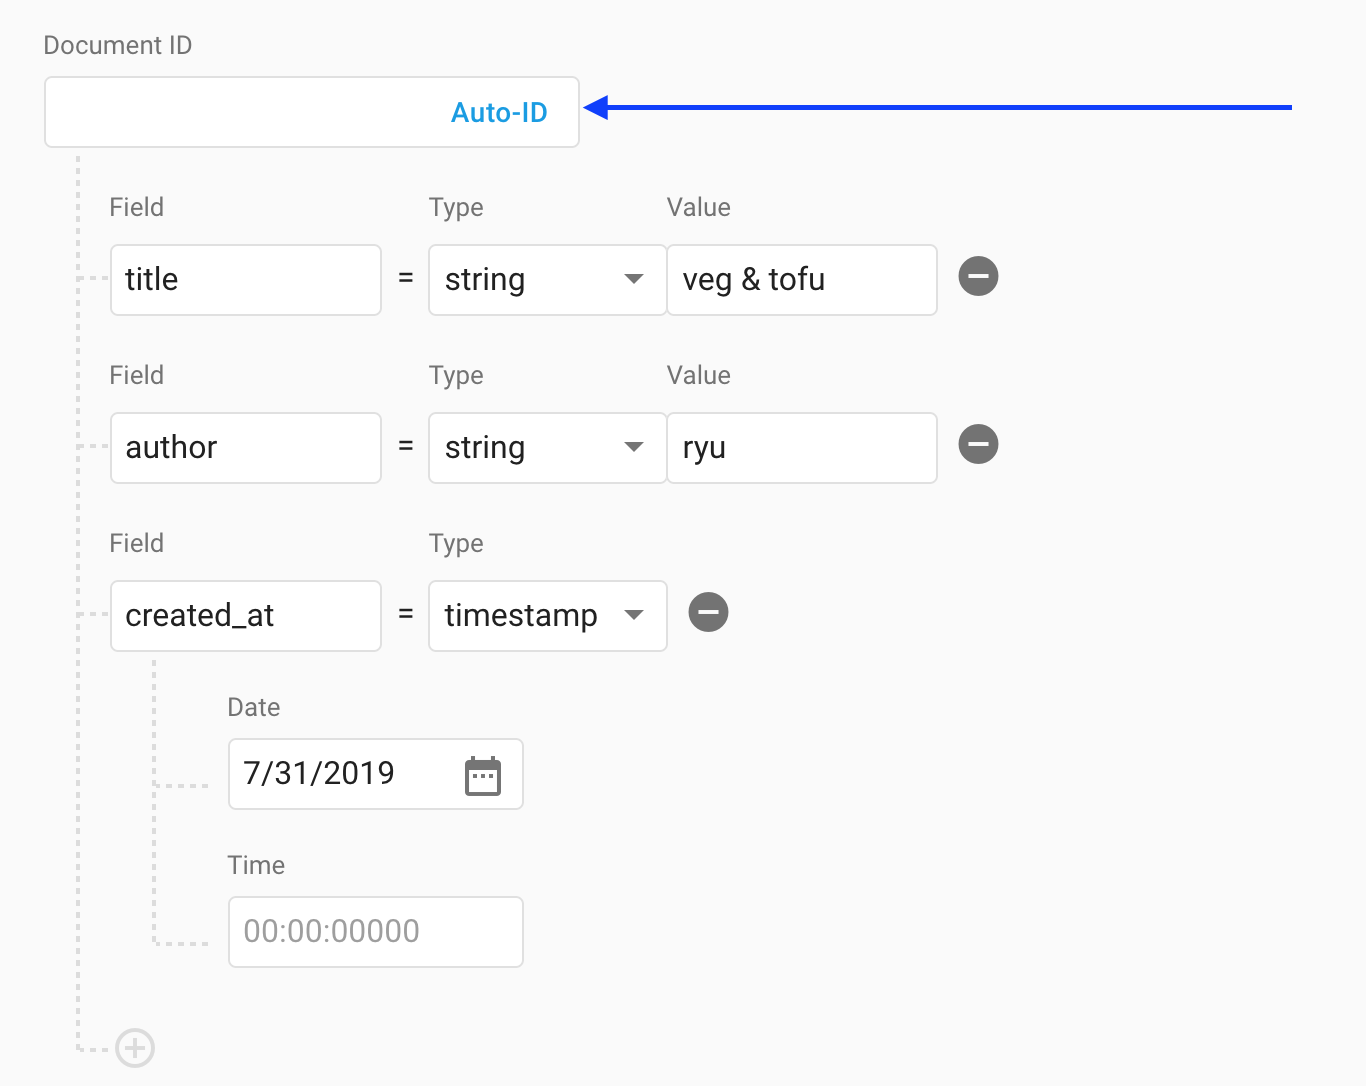 Document ID
Auto-ID
Field Type Value
title = string veg & tofu
Field Type Value
author = string ryu
Field Type
created_at = timestamp
Date
7/31/2019
Time
00:00:00000